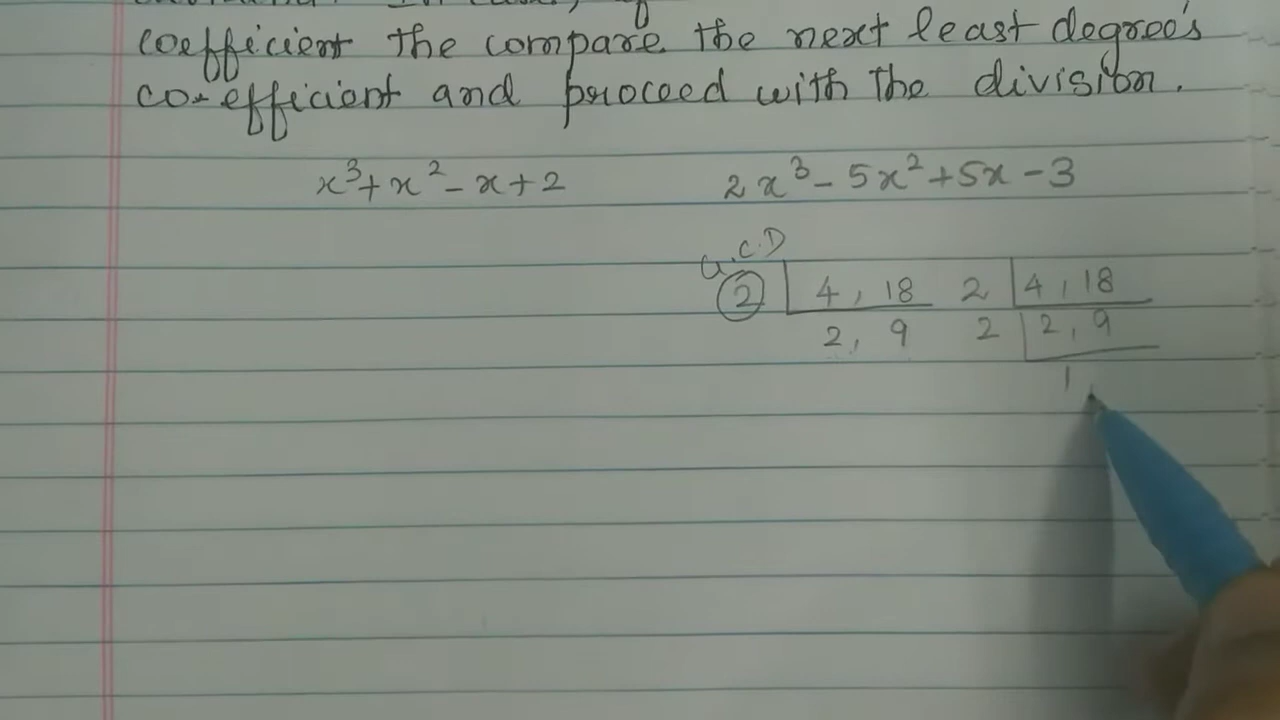 coefficient the compare the next least degree's
co-efficient and proceed with the division.
x³+x²-x+2 2x³-5x²+5x-3
G.C.D
2 4, 18 2 4, 18
2, 9 2 2, 9
1,